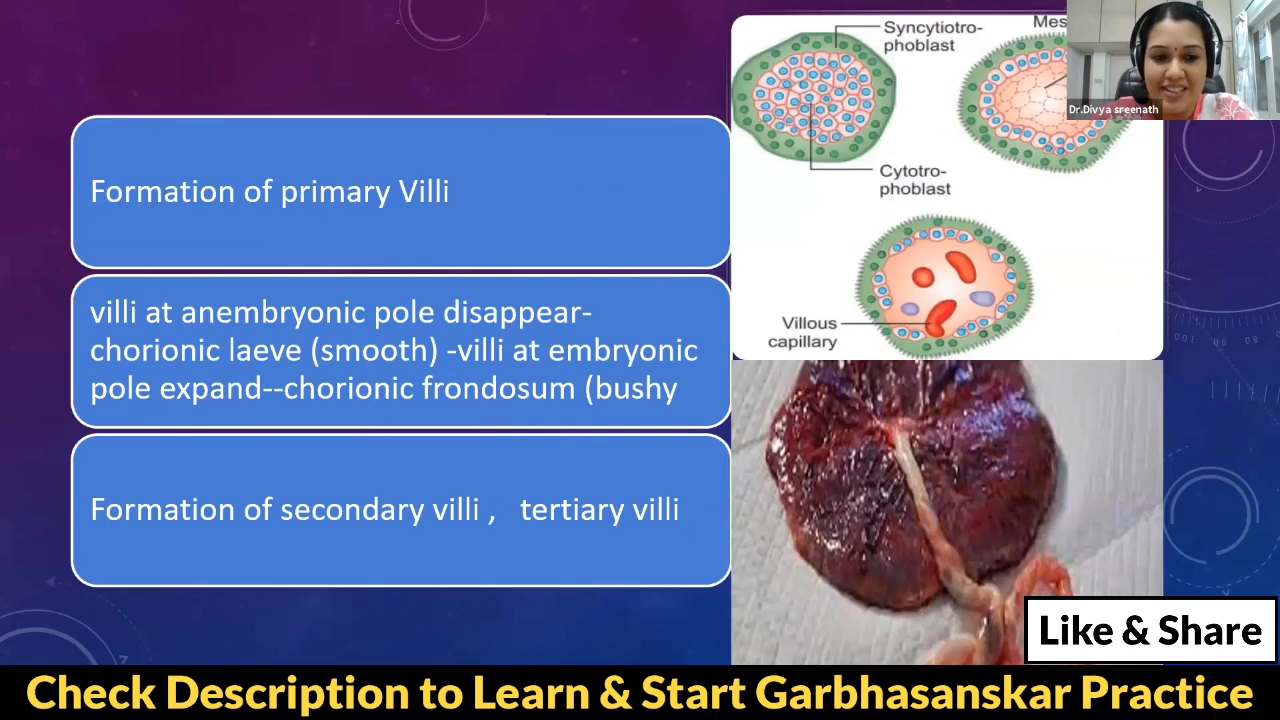 Formation of primary Villi
villi at anembryonic pole disappear-
chorionic laeve (smooth) -villi at embryonic
pole expand--chorionic frondosum (bushy
Formation of secondary villi , tertiary villi
Syncytiotro-
phoblast
Mes
Cytotro-
phoblast
Villous
capillary
Dr.Divya sreenath
Like & Share
Check Description to Learn & Start Garbhasanskar Practice